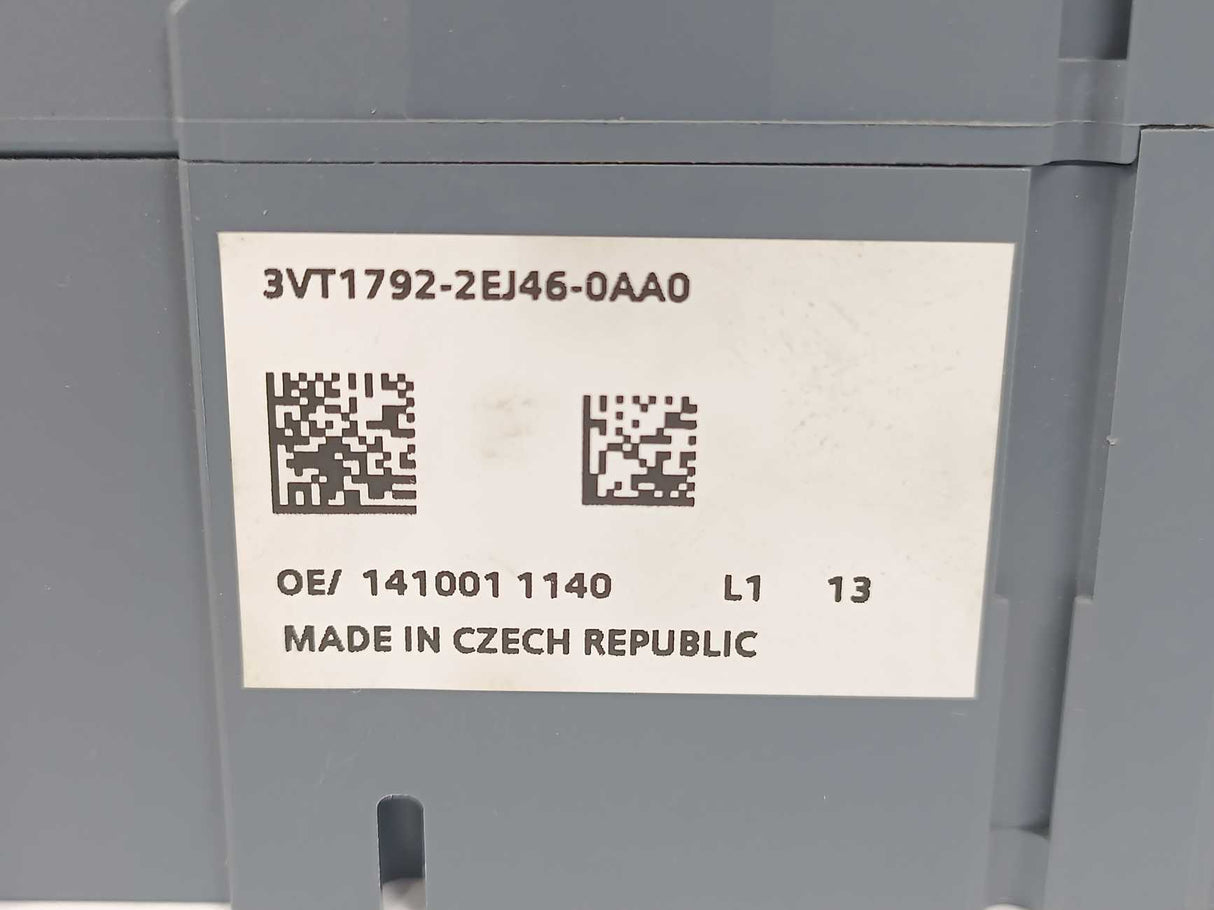 3VT1792-2EJ46-0AA0
OE/ 141001 1140 L1 13
MADE IN CZECH REPUBLIC